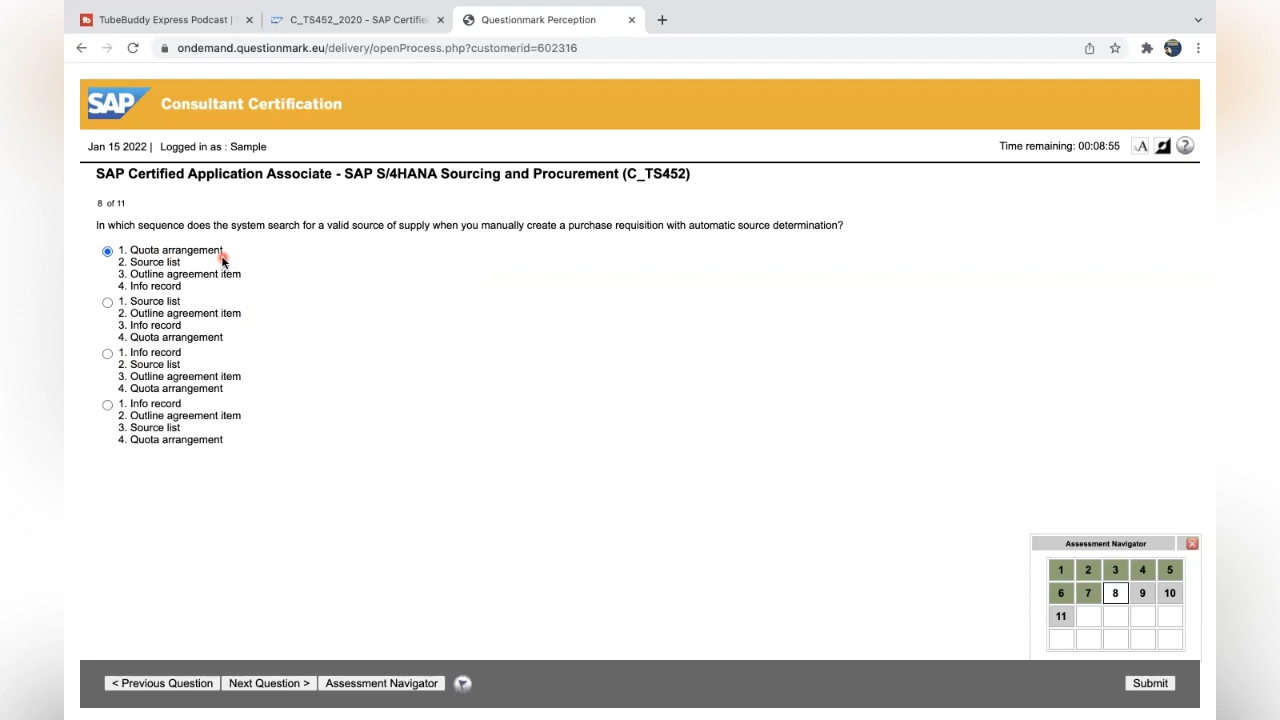 TubeBuddy Express Podcast |
C_TS452_2020 - SAP Certifie
Questionmark Perception
ondemand.questionmark.eu/delivery/openProcess.php?customerid=602316
SAP Consultant Certification
Jan 15 2022 | Logged in as : Sample
Time remaining: 00:08:55
A
?
SAP Certified Application Associate - SAP S/4HANA Sourcing and Procurement (C_TS452)
8 of 11
In which sequence does the system search for a valid source of supply when you manually create a purchase requisition with automatic source determination?
1. Quota arrangement
2. Source list
3. Outline agreement item
4. Info record
1. Source list
2. Outline agreement item
3. Info record
4. Quota arrangement
1. Info record
2. Source list
3. Outline agreement item
4. Quota arrangement
1. Info record
2. Outline agreement item
3. Source list
4. Quota arrangement
Assessment Navigator
1 2 3 4 5
6 7 8 9 10
11
< Previous Question Next Question > Assessment Navigator
Submit